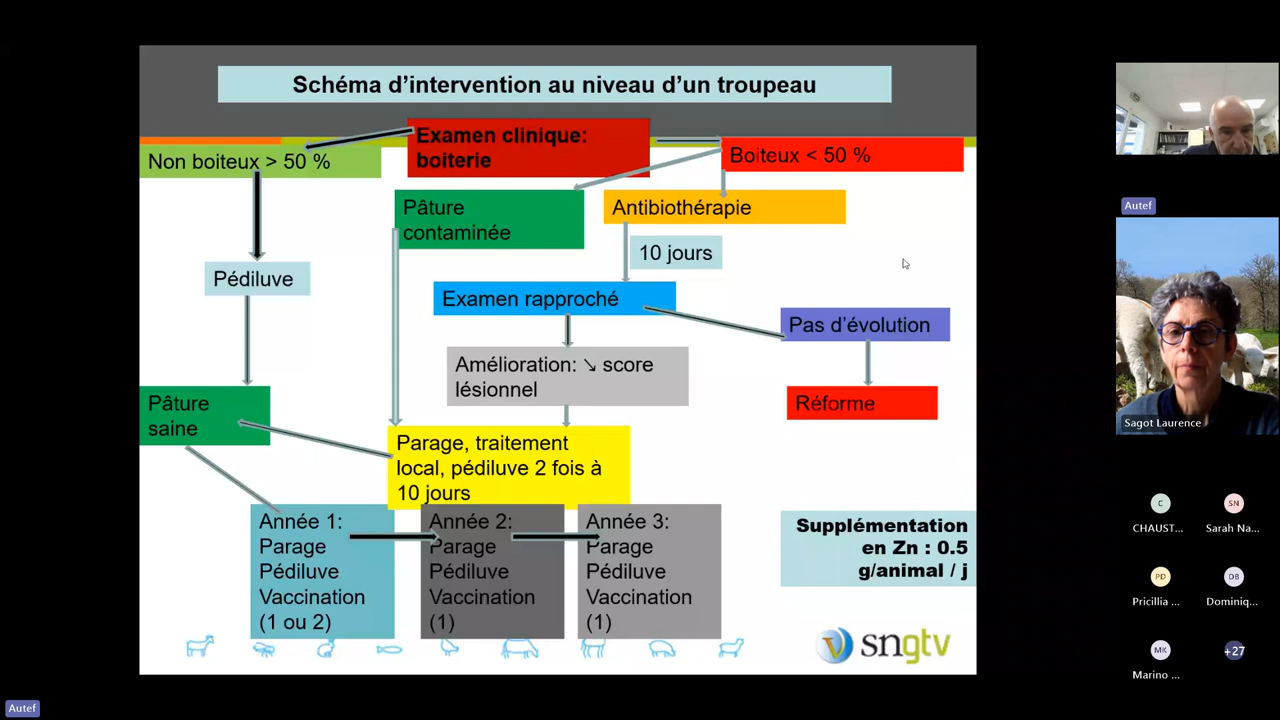 Schéma d'intervention au niveau d'un troupeau
Examen clinique:
boiterie
Non boiteux > 50 %
Boiteux < 50 %
Pâture
contaminée
Antibiothérapie
10 jours
Pédiluve
Examen rapproché
Pas d'évolution
Amélioration: ↘ score
lésionnel
Pâture
saine
Réforme
Parage, traitement
local, pédiluve 2 fois à
10 jours
Année 1:
Parage
Pédiluve
Vaccination
(1 ou 2)
Année 2:
Parage
Pédiluve
Vaccination
(1)
Année 3:
Parage
Pédiluve
Vaccination
(1)
Supplémentation
en Zn : 0.5
g/animal / j
sngtv
Autef
Sagot Laurence
C
CHAUST...
SN
Sarah Na...
PD
Pricillia ...
DB
Dominiq...
MK
Marino ...
+27
Autef